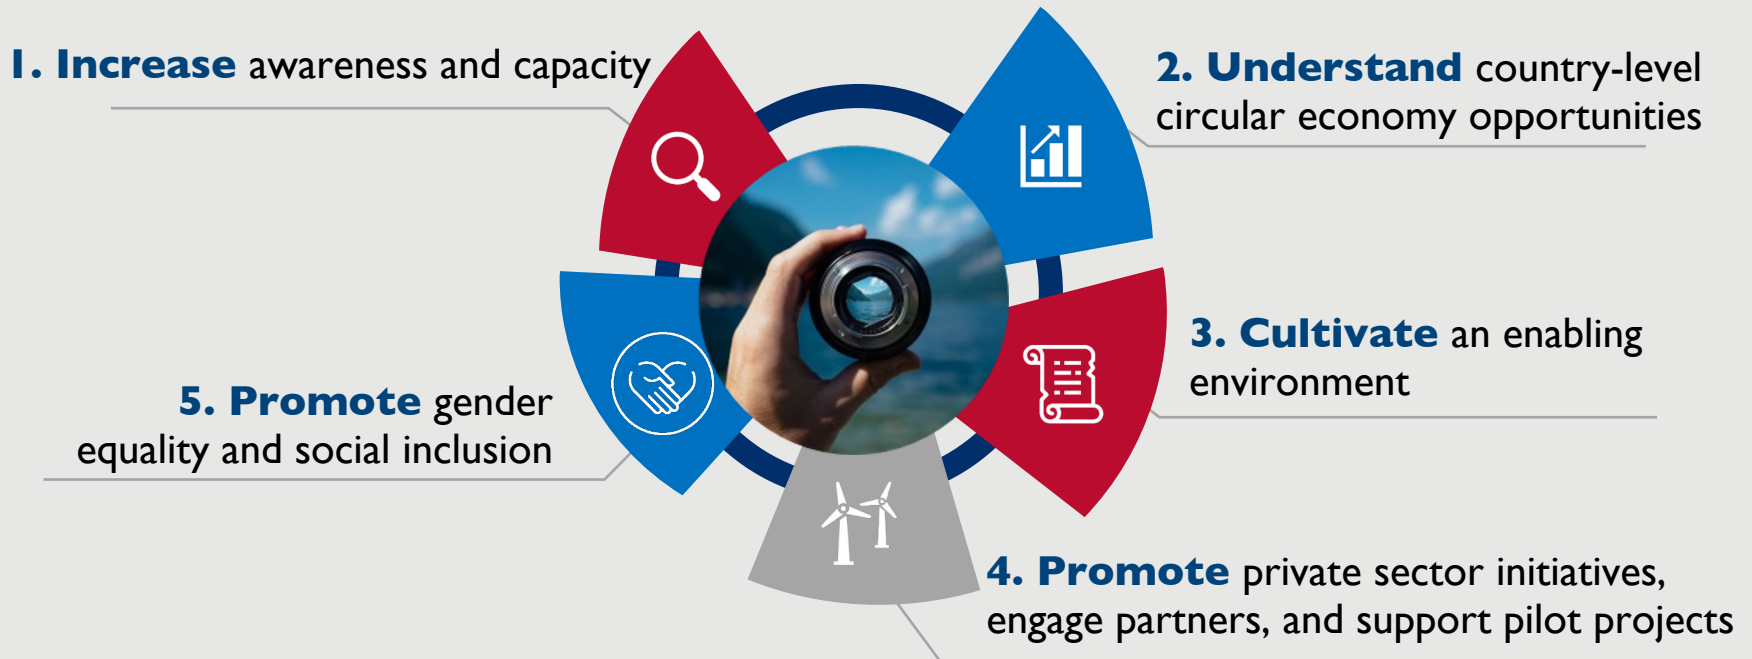 1. Increase awareness and capacity
2. Understand country-level
circular economy opportunities
3. Cultivate an enabling
environment
4. Promote private sector initiatives,
engage partners, and support pilot projects
5. Promote gender
equality and social inclusion